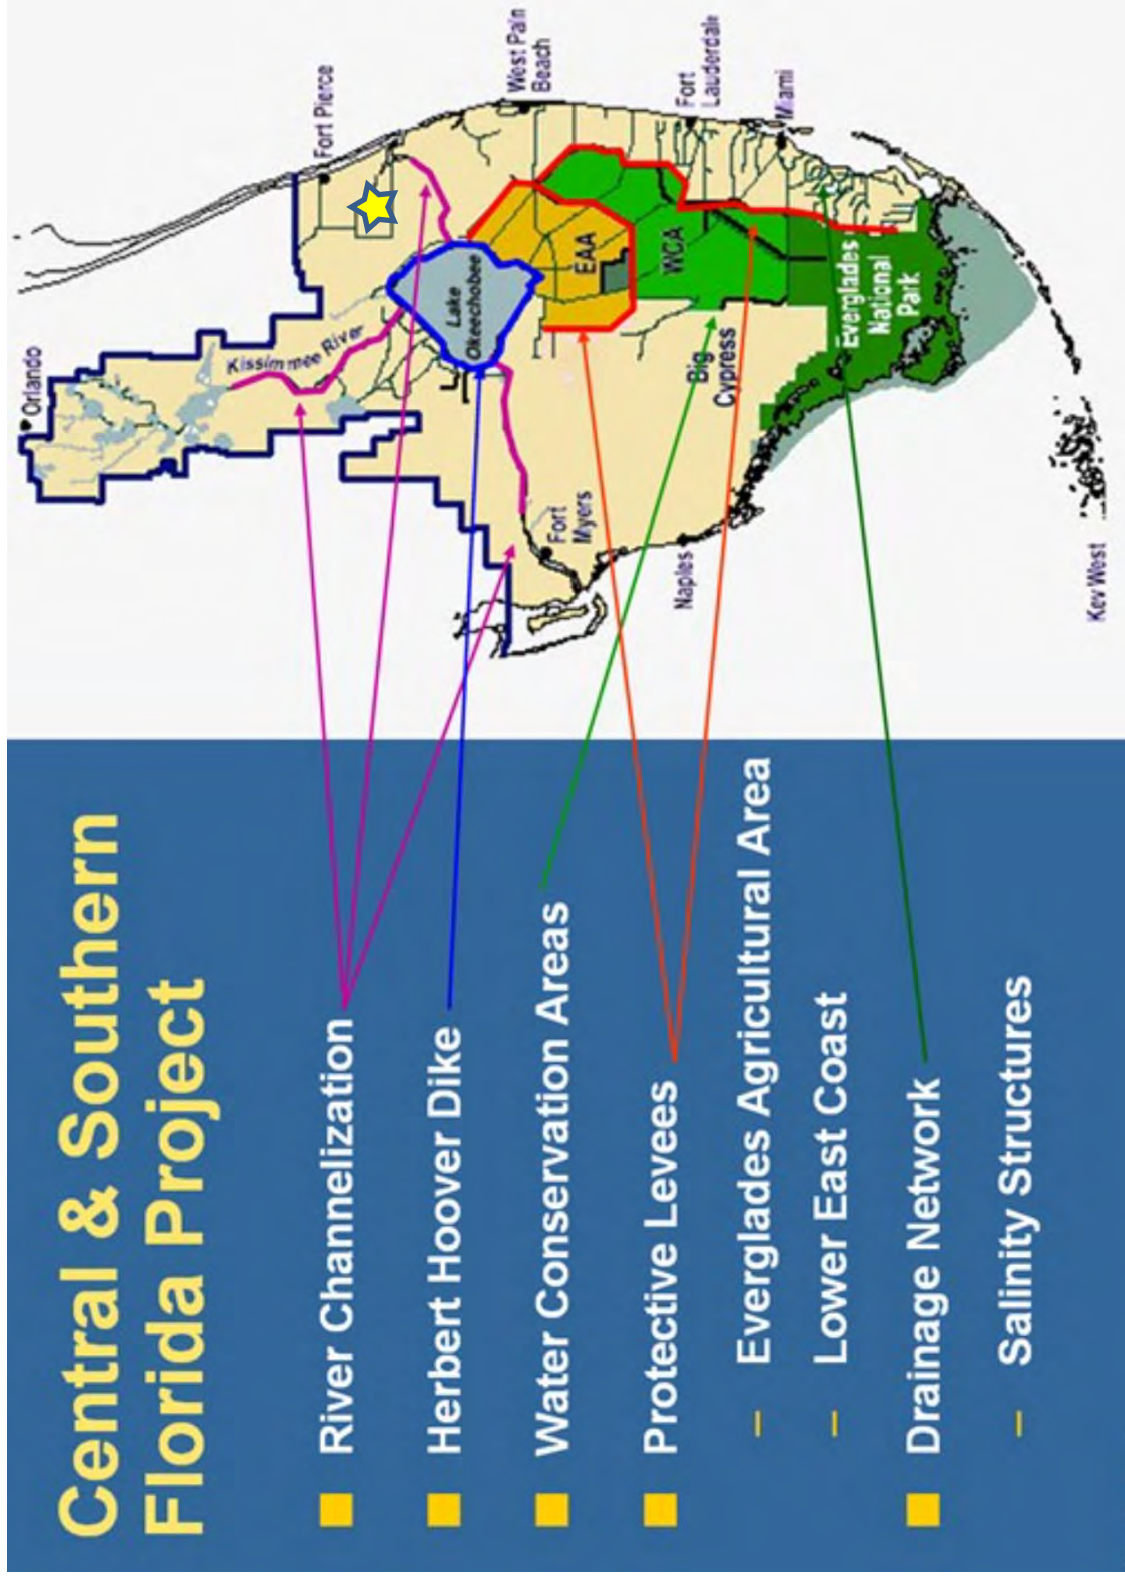 Central & Southern
Florida Project
River Channelization
Herbert Hoover Dike
Water Conservation Areas
Protective Levees
– Everglades Agricultural Area
– Lower East Coast
Drainage Network
– Salinity Structures
Orlando
Kissimmee River
Fort Pierce
Lake
Okeechobee
West Pain
Beach
EAA
WCA
Fort
Lauderdale
Miami
Fort
Myers
Naples
Big
Cypress
Everglades
National
Park
Key West